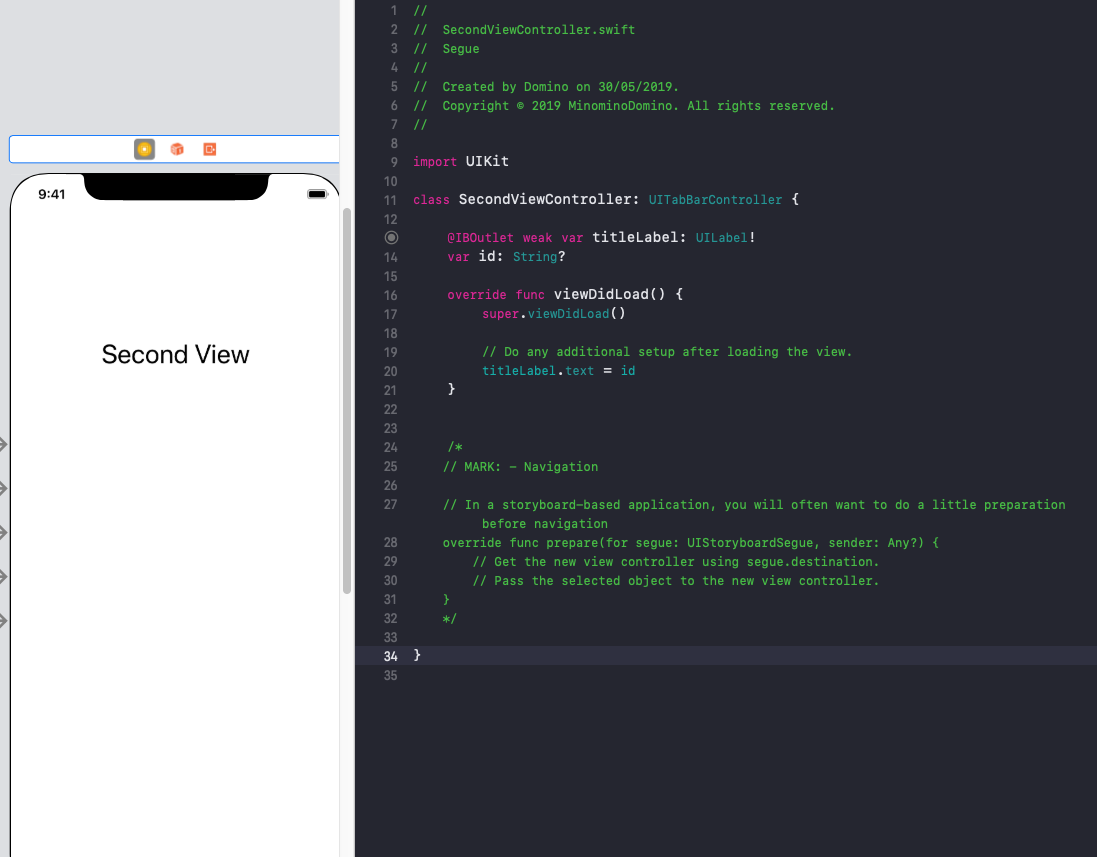 9:41
Second View
1 //
2 //  SecondViewController.swift
3 //  Segue
4 //
5 //  Created by Domino on 30/05/2019.
6 //  Copyright © 2019 MinominoDomino. All rights reserved.
7 //
8
9 import UIKit
10
11 class SecondViewController: UITabBarController {
12
@IBOutlet weak var titleLabel: UILabel!
14 var id: String?
15
16 override func viewDidLoad() {
17 super.viewDidLoad()
18
19 // Do any additional setup after loading the view.
20 titleLabel.text = id
21 }
22
23
24 /*
25 // MARK: - Navigation
26
27 // In a storyboard-based application, you will often want to do a little preparation
before navigation
28 override func prepare(for segue: UIStoryboardSegue, sender: Any?) {
29 // Get the new view controller using segue.destination.
30 // Pass the selected object to the new view controller.
31 }
32 */
33
34 }
35